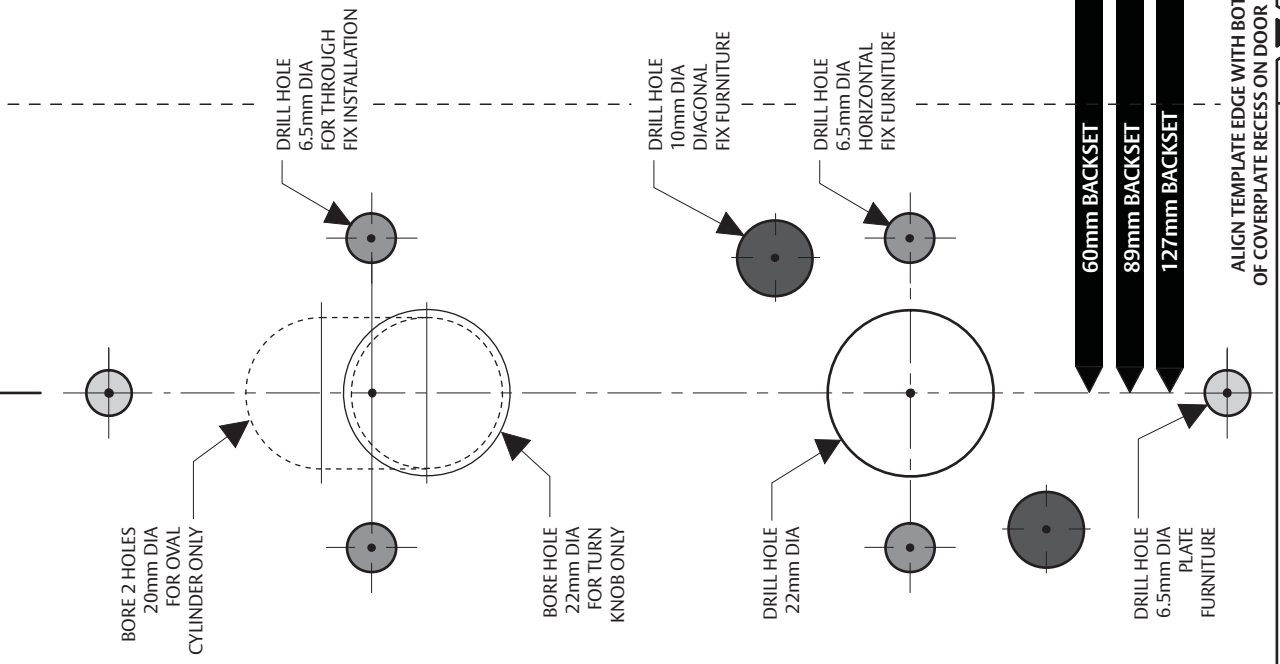 DRILL HOLE
6.5mm DIA
FOR THROUGH
FIX INSTALLATION
DRILL HOLE
10mm DIA
DIAGONAL
FIX FURNITURE
DRILL HOLE
6.5mm DIA
HORIZONTAL
FIX FURNITURE
60mm BACKSET
89mm BACKSET
127mm BACKSET
ALIGN TEMPLATE EDGE WITH BOT
OF COVERPLATE RECESS ON DOOR
BORE 2 HOLES
20mm DIA
FOR OVAL
CYLINDER ONLY
BORE HOLE
22mm DIA
FOR TURN
KNOB ONLY
DRILL HOLE
22mm DIA
DRILL HOLE
6.5mm DIA
PLATE
FURNITURE